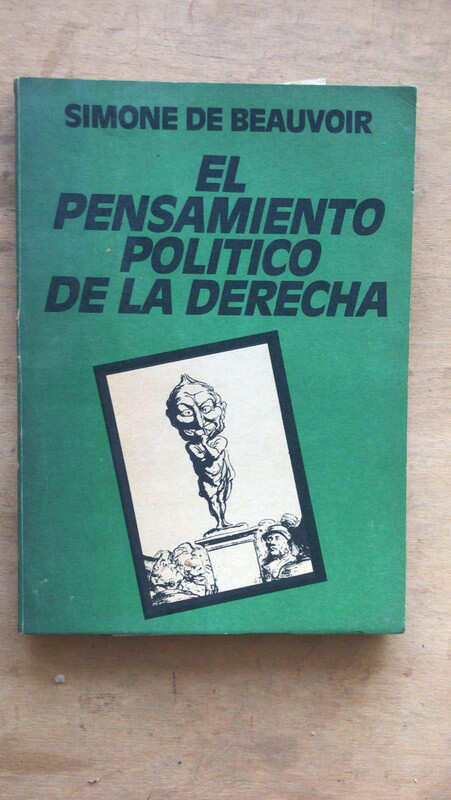 SIMONE DE BEAUVOIR
EL
PENSAMIENTO
POLITICO
DE LA DERECHA